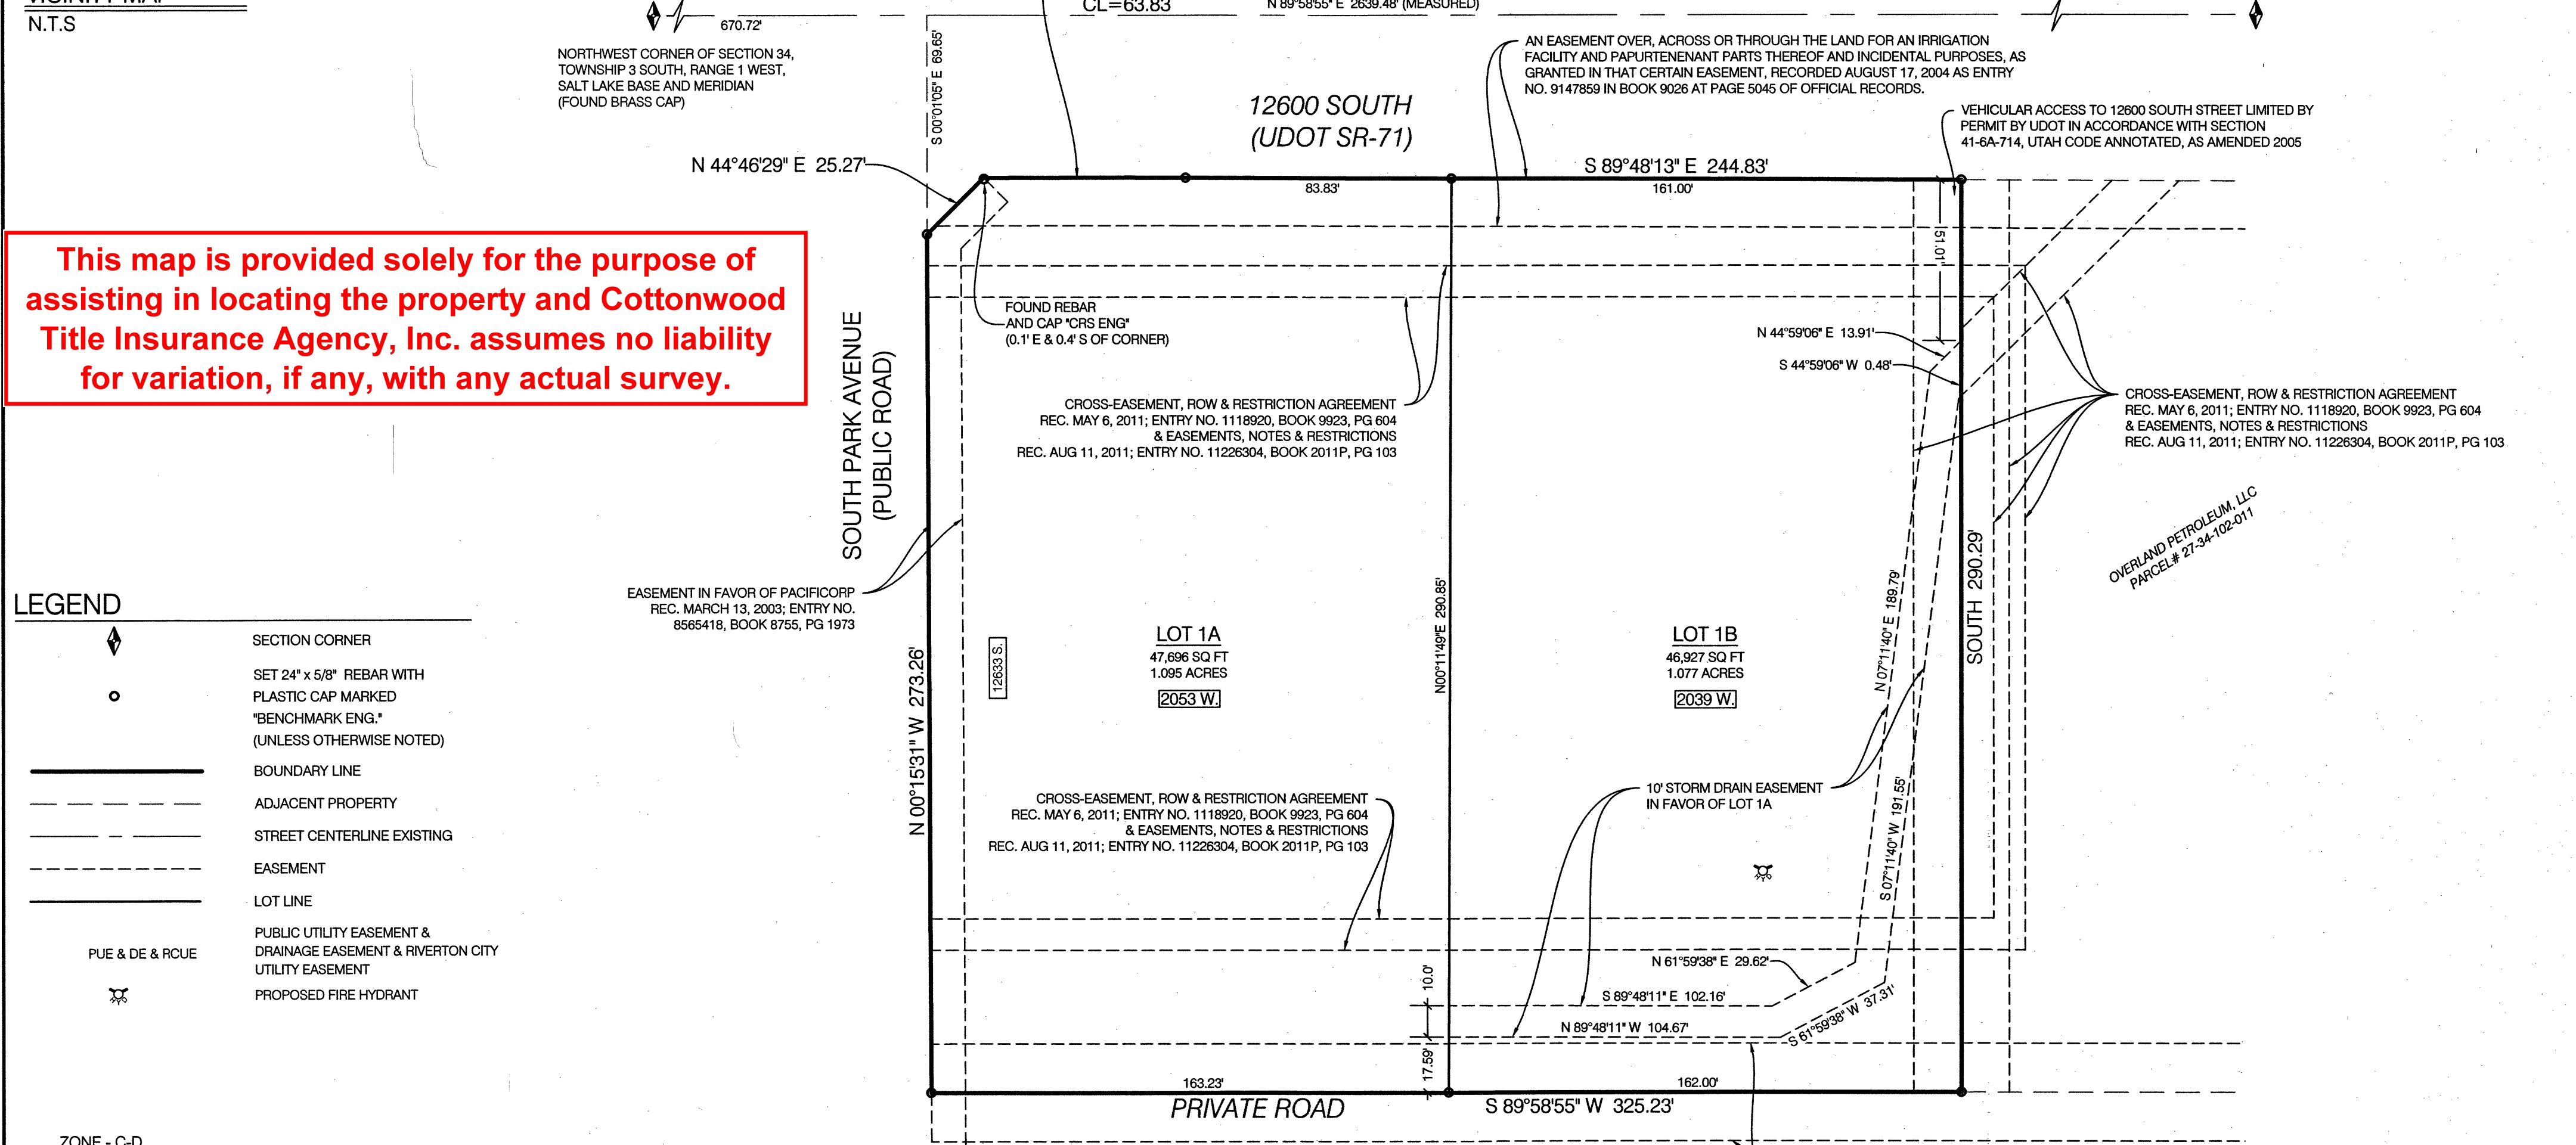 N.T.S
670.72'
CL=63.83
N 89°58'55" E 2639.48' (MEASURED)
S 00°01'05" E 69.65'
NORTHWEST CORNER OF SECTION 34,
TOWNSHIP 3 SOUTH, RANGE 1 WEST,
SALT LAKE BASE AND MERIDIAN
(FOUND BRASS CAP)
AN EASEMENT OVER, ACROSS OR THROUGH THE LAND FOR AN IRRIGATION
FACILITY AND PAPURTENENANT PARTS THEREOF AND INCIDENTAL PURPOSES, AS
GRANTED IN THAT CERTAIN EASEMENT, RECORDED AUGUST 17, 2004 AS ENTRY
NO. 9147859 IN BOOK 9026 AT PAGE 5045 OF OFFICIAL RECORDS.
12600 SOUTH
(UDOT SR-71)
VEHICULAR ACCESS TO 12600 SOUTH STREET LIMITED BY
PERMIT BY UDOT IN ACCORDANCE WITH SECTION
41-6A-714, UTAH CODE ANNOTATED, AS AMENDED 2005
N 44°46'29" E 25.27'
S 89°48'13" E 244.83'
83.83'
161.00'
51.01'
This map is provided solely for the purpose of
assisting in locating the property and Cottonwood
Title Insurance Agency, Inc. assumes no liability
for variation, if any, with any actual survey.
FOUND REBAR
AND CAP "CRS ENG"
(0.1' E & 0.4' S OF CORNER)
SOUTH PARK AVENUE
(PUBLIC ROAD)
N 44°59'06" E 13.91'
S 44°59'06" W 0.48'
CROSS-EASEMENT, ROW & RESTRICTION AGREEMENT
REC. MAY 6, 2011; ENTRY NO. 1118920, BOOK 9923, PG 604
& EASEMENTS, NOTES & RESTRICTIONS
REC. AUG 11, 2011; ENTRY NO. 11226304, BOOK 2011P, PG 103
CROSS-EASEMENT, ROW & RESTRICTION AGREEMENT
REC. MAY 6, 2011; ENTRY NO. 1118920, BOOK 9923, PG 604
& EASEMENTS, NOTES & RESTRICTIONS
REC. AUG 11, 2011; ENTRY NO. 11226304, BOOK 2011P, PG 103
OVERLAND PETROLEUM, LLC
PARCEL# 27-34-102-011
EASEMENT IN FAVOR OF PACIFICORP
REC. MARCH 13, 2003; ENTRY NO.
8565418, BOOK 8755, PG 1973
N 00°15'31" W 273.26'
12633 S.
LOT 1A
47,696 SQ FT
1.095 ACRES
2053 W.
N00°11'49"E 290.85'
LOT 1B
46,927 SQ FT
1.077 ACRES
2039 W.
N 07°11'40" E 189.79'
S 07°11'40" W 191.55'
SOUTH 290.29'
LEGEND
SECTION CORNER
SET 24" x 5/8" REBAR WITH
PLASTIC CAP MARKED
"BENCHMARK ENG."
(UNLESS OTHERWISE NOTED)
BOUNDARY LINE
ADJACENT PROPERTY
STREET CENTERLINE EXISTING
EASEMENT
LOT LINE
PUE & DE & RCUE
PUBLIC UTILITY EASEMENT &
DRAINAGE EASEMENT & RIVERTON CITY
UTILITY EASEMENT
PROPOSED FIRE HYDRANT
CROSS-EASEMENT, ROW & RESTRICTION AGREEMENT
REC. MAY 6, 2011; ENTRY NO. 1118920, BOOK 9923, PG 604
& EASEMENTS, NOTES & RESTRICTIONS
REC. AUG 11, 2011; ENTRY NO. 11226304, BOOK 2011P, PG 103
10' STORM DRAIN EASEMENT
IN FAVOR OF LOT 1A
N 61°59'38" E 29.62'
S 89°48'11" E 102.16'
N 89°48'11" W 104.67'
S 61°59'38" W 37.31'
10.0'
17.59'
163.23'
162.00'
PRIVATE ROAD
S 89°58'55" W 325.23'
ZONE - C-D